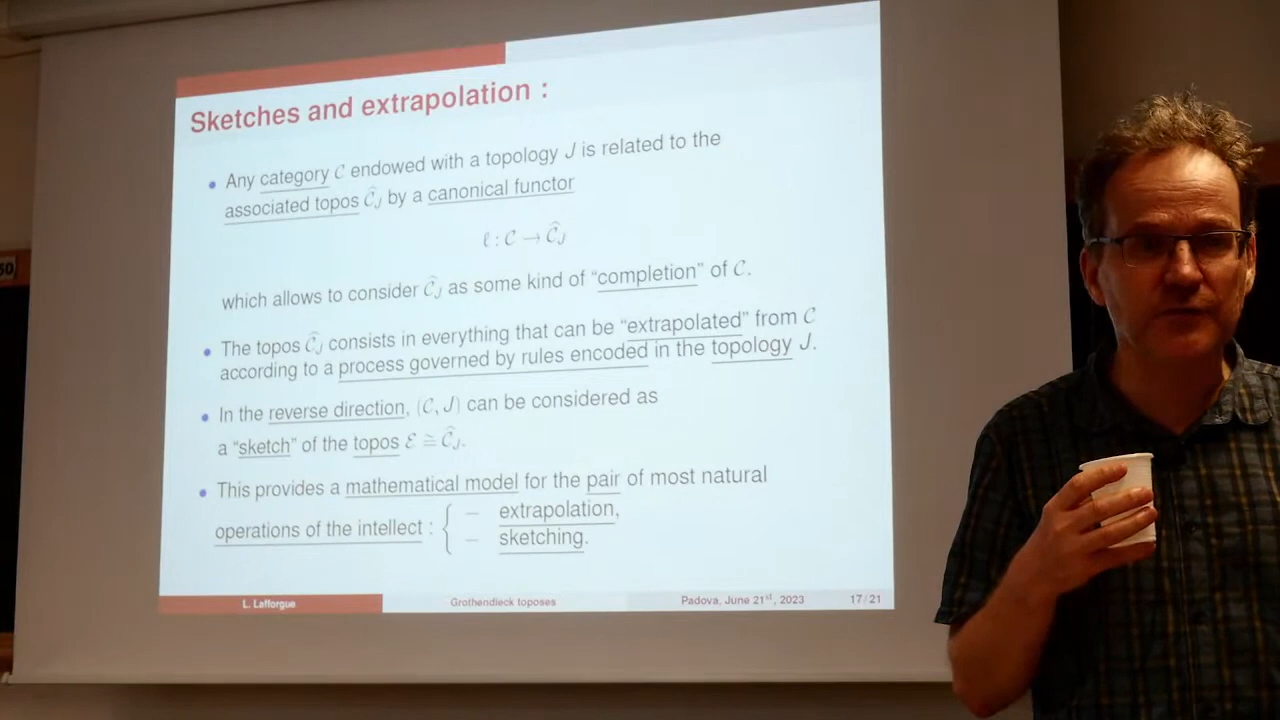 Sketches and extrapolation :
• Any category 𝒞 endowed with a topology J is related to the
associated topos 𝒞̂_J by a canonical functor
ℓ : 𝒞 → 𝒞̂_J
which allows to consider 𝒞̂_J as some kind of “completion” of 𝒞.
• The topos 𝒞̂_J consists in everything that can be “extrapolated” from 𝒞
according to a process governed by rules encoded in the topology J.
• In the reverse direction, (𝒞, J) can be considered as
a “sketch” of the topos ℰ ≅ 𝒞̂_J.
• This provides a mathematical model for the pair of most natural
operations of the intellect : { – extrapolation,
– sketching.
L. Lafforgue Grothendieck toposes Padova, June 21st, 2023 17 / 21
50